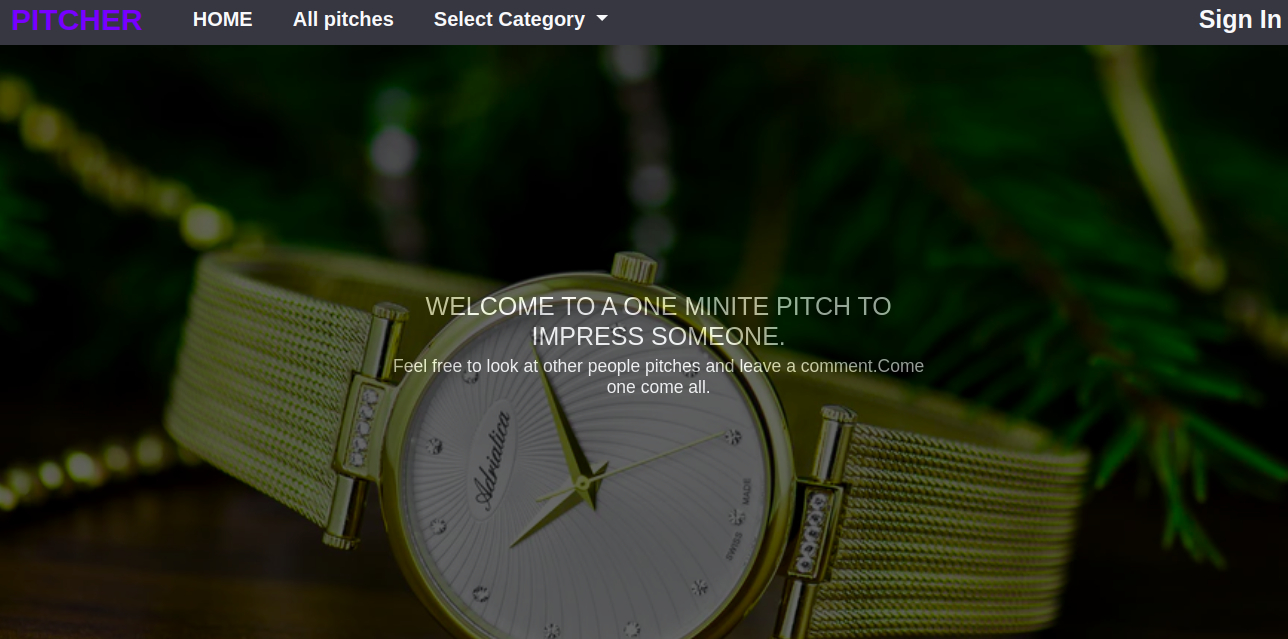 PITCHER HOME All pitches Select Category Sign In
WELCOME TO A ONE MINITE PITCH TO
IMPRESS SOMEONE.
Feel free to look at other people pitches and leave a comment.Come
one come all.
Adriatica
SWISS MADE